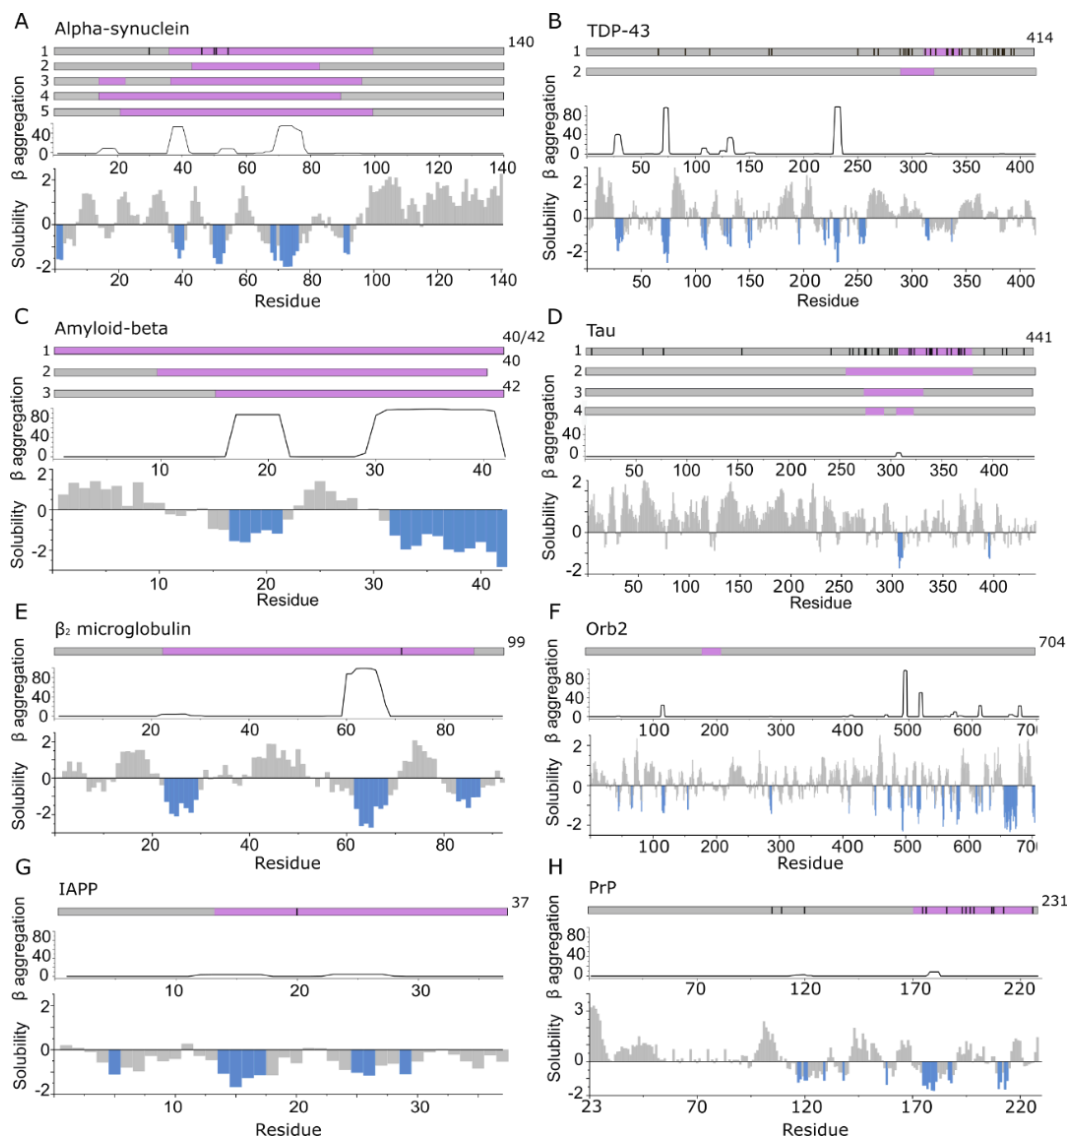 A Alpha-synuclein
140
1
2
3
4
5
β aggregation
40
0
20 40 60 80 100 120 140
Solubility
2
0
-2
20 40 60 80 100 120 140
Residue
B TDP-43
414
1
2
β aggregation
80
40
0
50 100 150 200 250 300 350 400
Solubility
2
0
-2
50 100 150 200 250 300 350 400
Residue
C Amyloid-beta
40/42
1
40
2
42
3
β aggregation
80
40
0
10 20 30 40
Solubility
2
0
-2
10 20 30 40
Residue
D Tau
441
1
2
3
4
β aggregation
40
0
50 100 150 200 250 300 350 400
Solubility
2
0
2
50 100 150 200 250 300 350 400
Residue
E β₂ microglobulin
99
β aggregation
80
40
0
20 40 60 80
Solubility
2
0
-2
20 40 60 80
Residue
F Orb2
704
β aggregation
80
40
0
100 200 300 400 500 600 700
Solubility
2
0
-2
100 200 300 400 500 600 700
Residue
G IAPP
37
β aggregation
80
40
0
10 20 30
Solubility
2
0
-2
10 20 30
Residue
H PrP
231
β aggregation
80
40
0
70 120 170 220
Solubility
3
0
-2
23 70 120 170 220
Residue